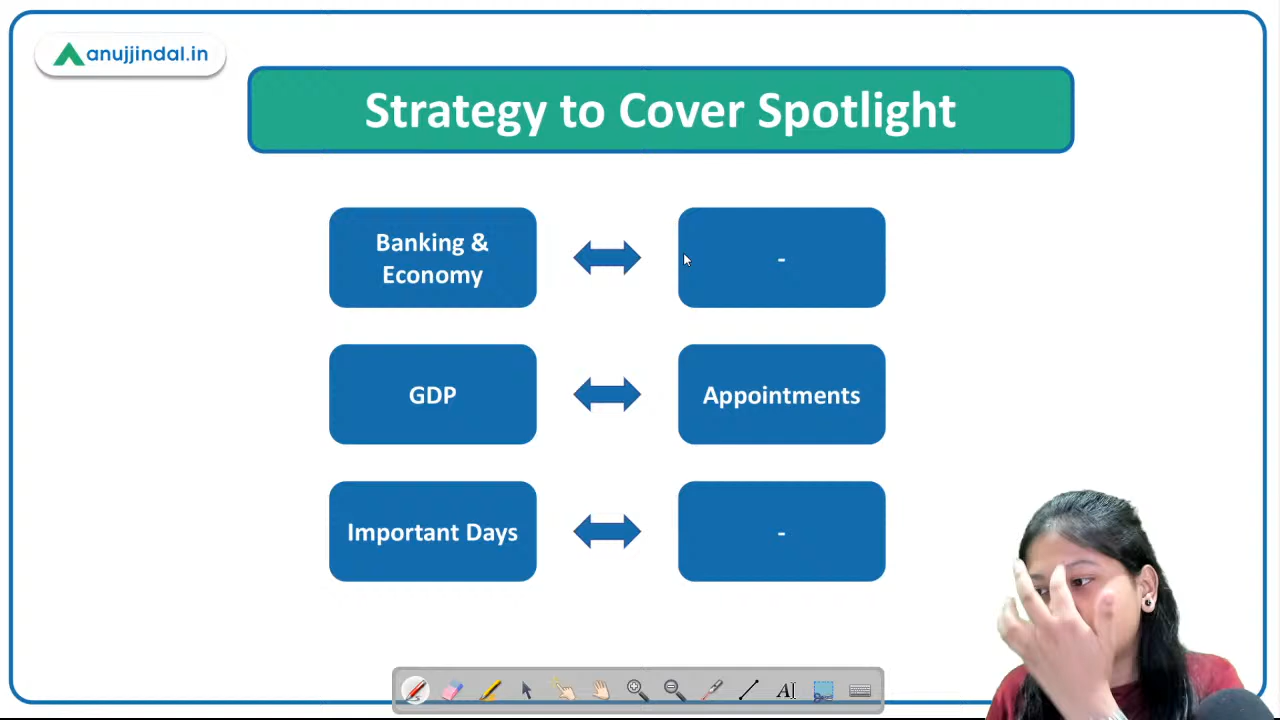 anujjindal.in
Strategy to Cover Spotlight
Banking &
Economy
-
GDP
Appointments
Important Days
-
A